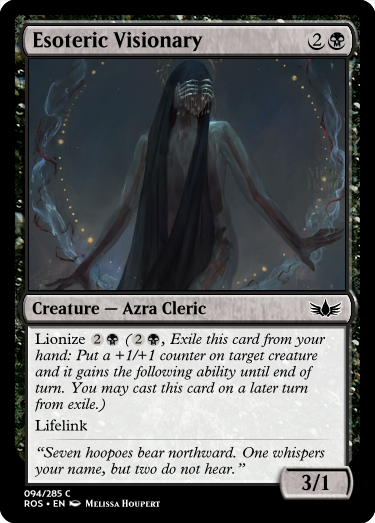 Esoteric Visionary 2
Creature — Azra Cleric
Lionize 2 (2, Exile this card from your
hand: Put a +1/+1 counter on target creature
and it gains the following ability until end of
turn. You may cast this card on a later turn
from exile.)
Lifelink
“Seven hoopoes bear northward. One whispers
your name, but two do not hear.”
3/1
094/285 C
ROS • EN Melissa Houpert